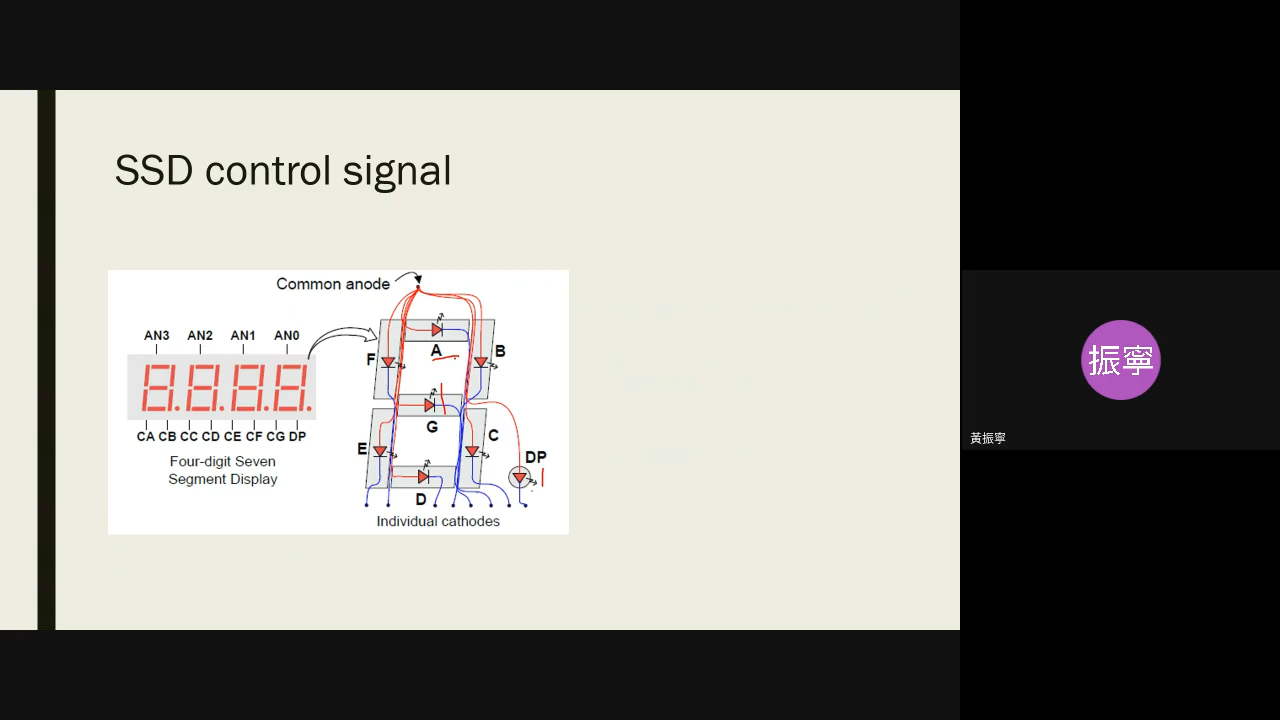 SSD control signal
Common anode
AN3 AN2 AN1 AN0
CA CB CC CD CE CF CG DP
Four-digit Seven
Segment Display
A
F
B
G
E
C
DP
D
Individual cathodes
振寧
黃振寧